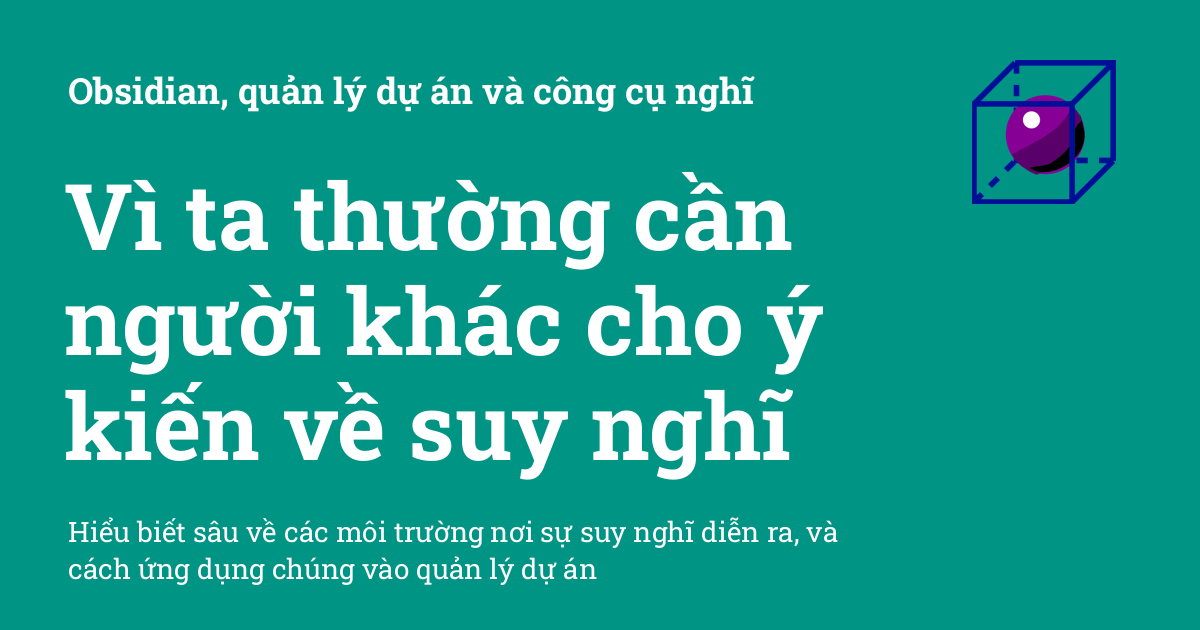 Obsidian, quản lý dự án và công cụ nghĩ
Vì ta thường cần
người khác cho ý
kiến về suy nghĩ
Hiểu biết sâu về các môi trường nơi sự suy nghĩ diễn ra, và
cách ứng dụng chúng vào quản lý dự án